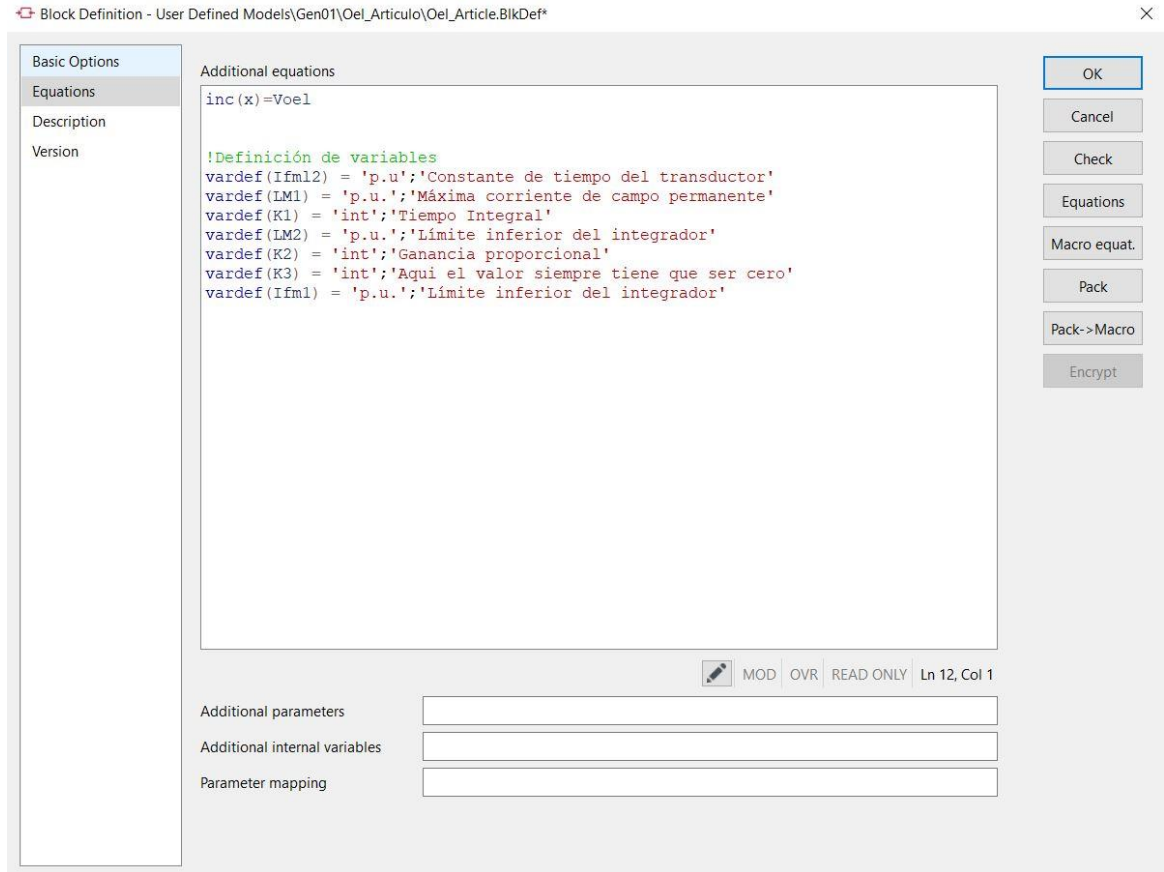 Block Definition - User Defined Models\Gen01\Oel_Articulo\Oel_Article.BlkDef*
Basic Options
Equations
Description
Version
Additional equations
inc(x)=Voel
!Definición de variables
vardef(Ifml2) = 'p.u';'Constante de tiempo del transductor'
vardef(LM1) = 'p.u.';'Máxima corriente de campo permanente'
vardef(K1) = 'int';'Tiempo Integral'
vardef(LM2) = 'p.u.';'Límite inferior del integrador'
vardef(K2) = 'int';'Ganancia proporcional'
vardef(K3) = 'int';'Aqui el valor siempre tiene que ser cero'
vardef(Ifm1) = 'p.u.';'Límite inferior del integrador'
MOD OVR READ ONLY Ln 12, Col 1
Additional parameters
Additional internal variables
Parameter mapping
OK
Cancel
Check
Equations
Macro equat.
Pack
Pack->Macro
Encrypt